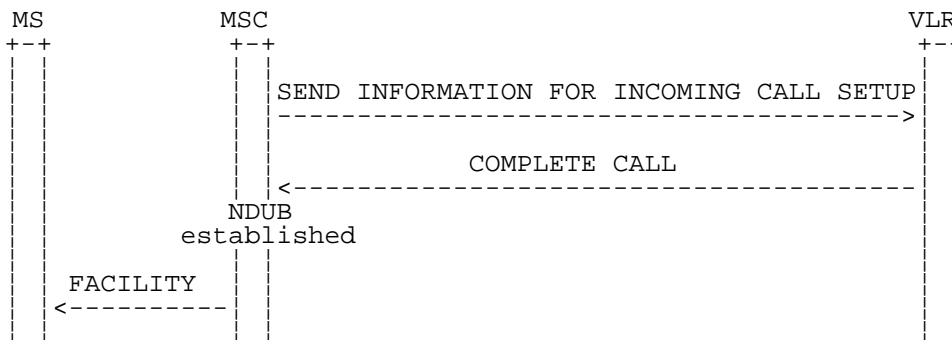 MS MSC VLR
SEND INFORMATION FOR INCOMING CALL SETUP
COMPLETE CALL
NDUB
established
FACILITY